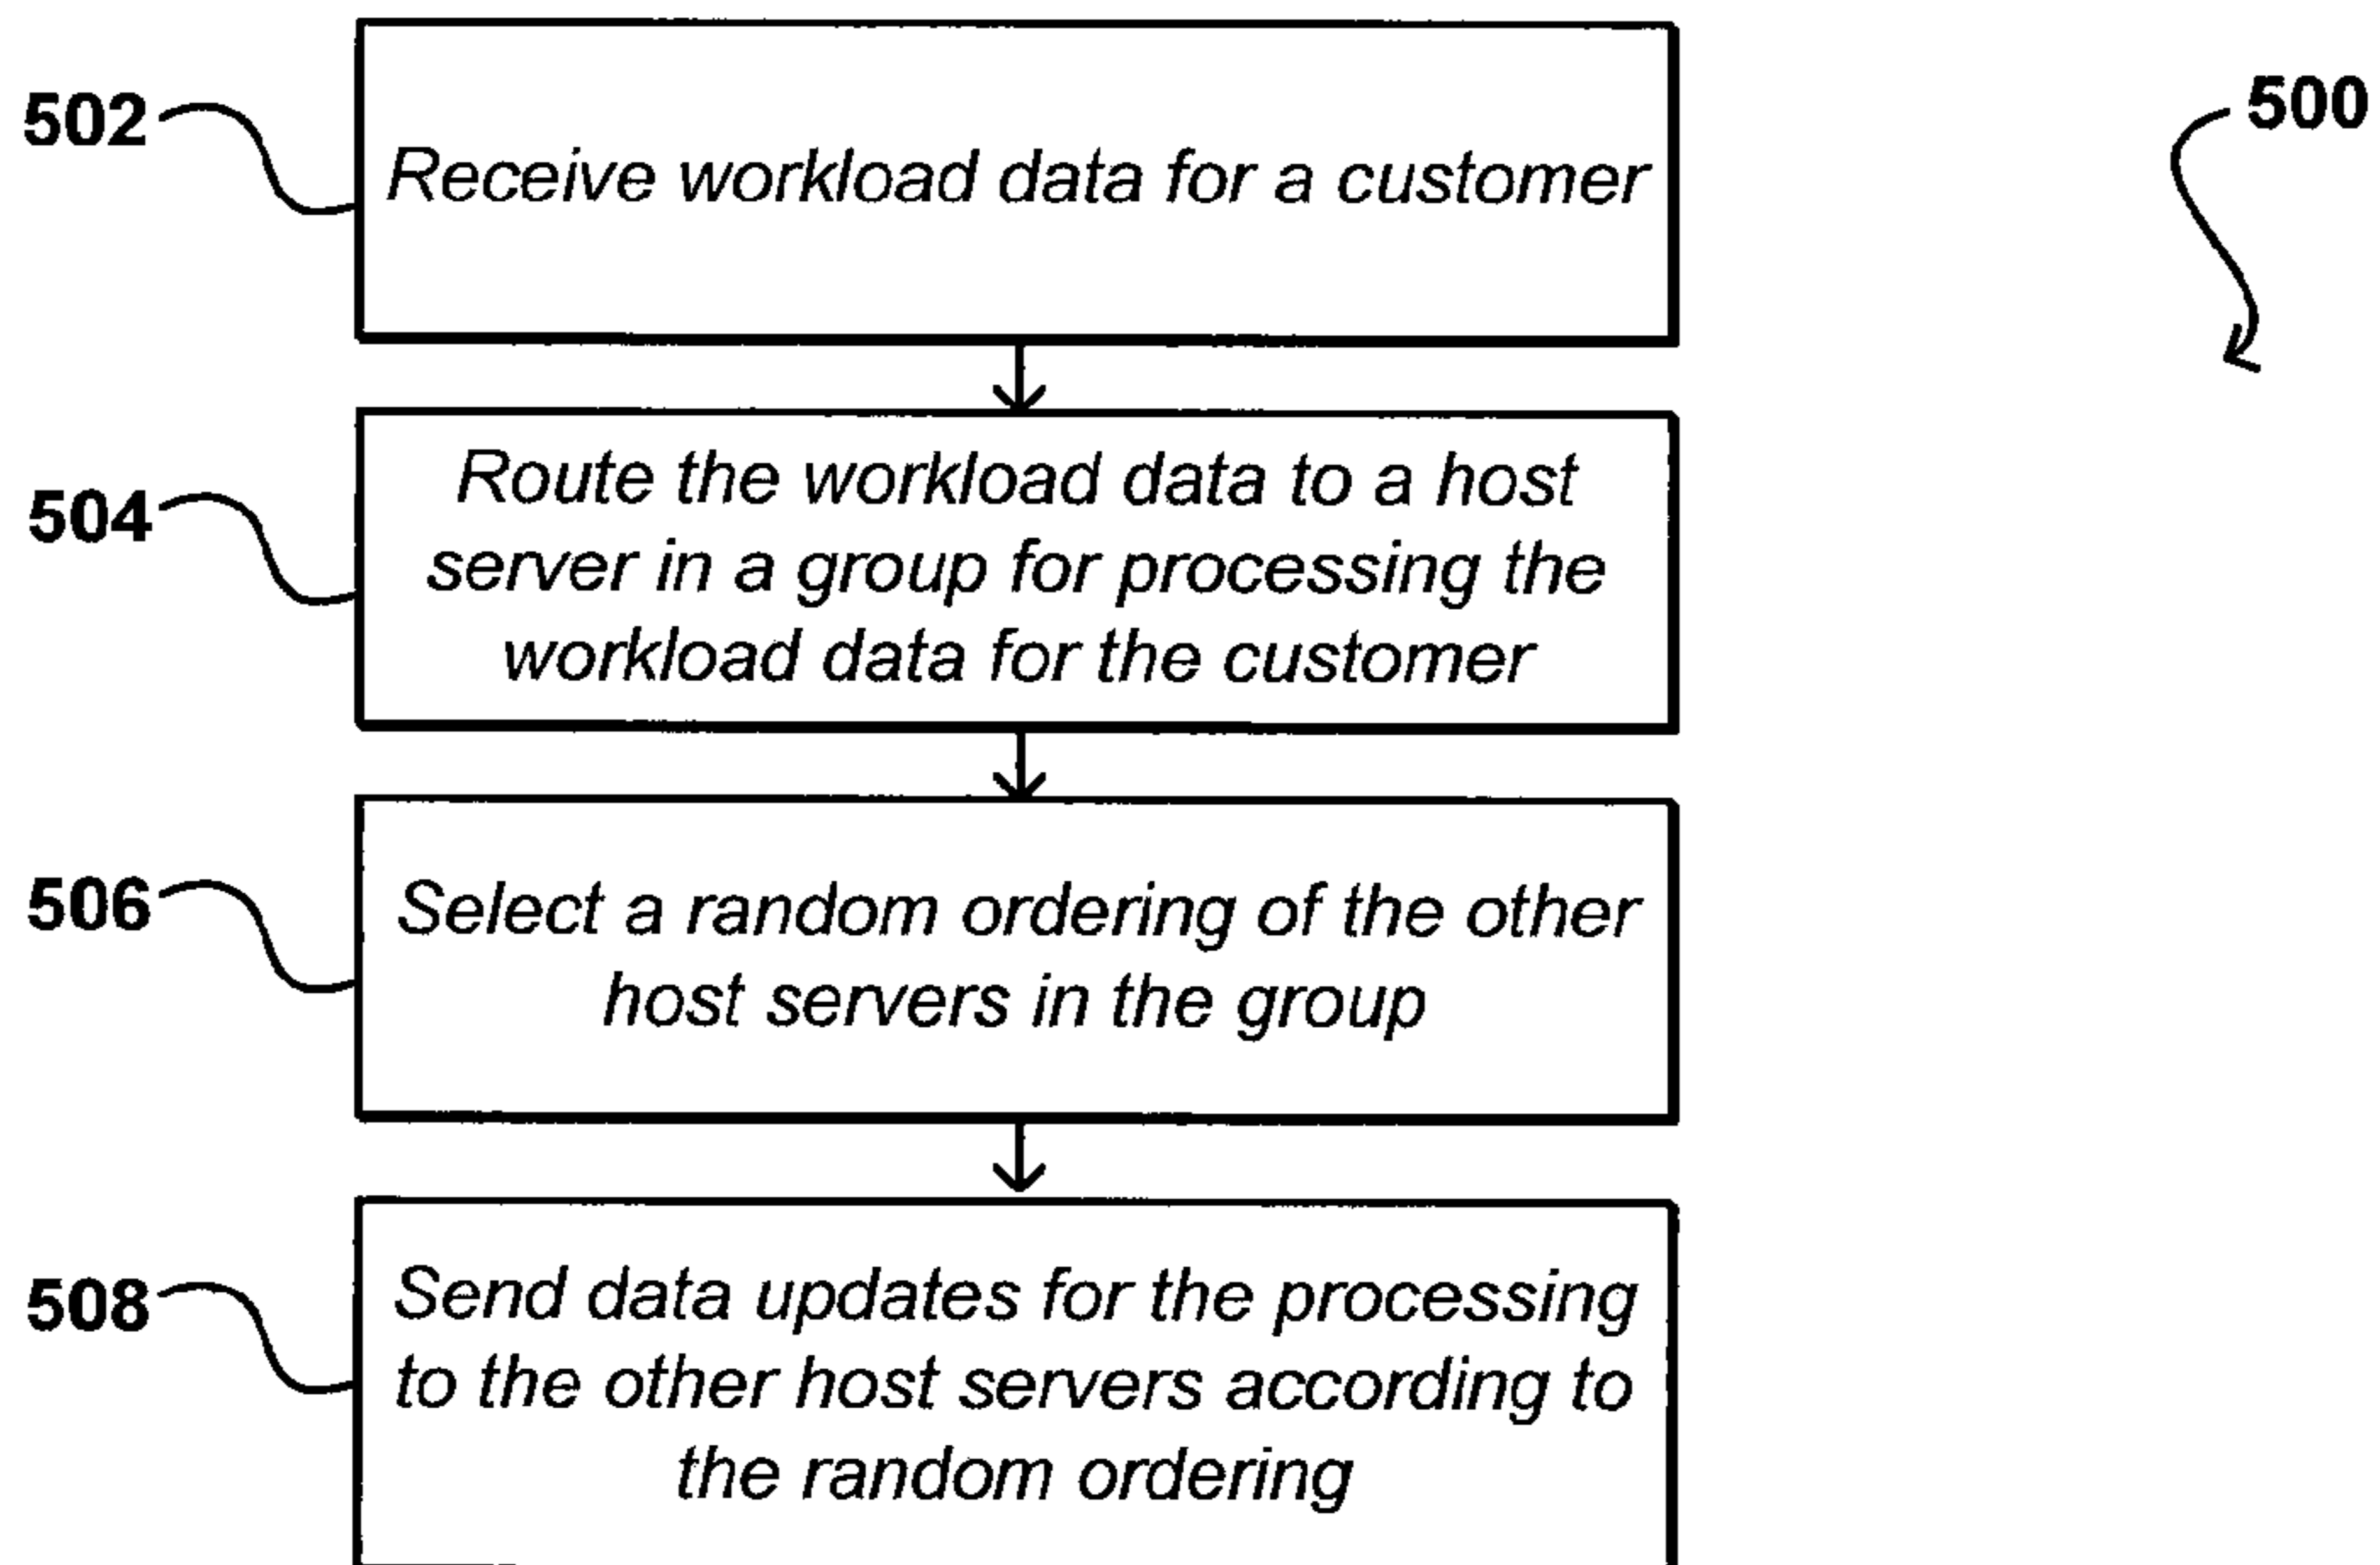 502
Receive workload data for a customer
500
504
Route the workload data to a host
server in a group for processing the
workload data for the customer
506
Select a random ordering of the other
host servers in the group
508
Send data updates for the processing
to the other host servers according to
the random ordering